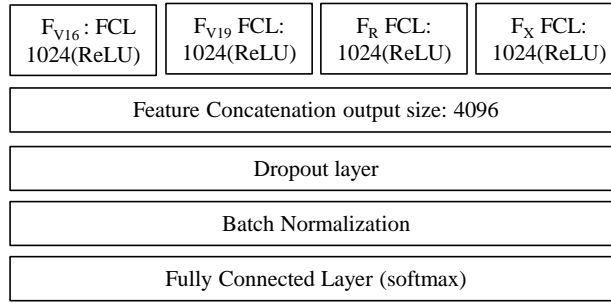 F_V16 : FCL 1024(ReLU)
F_V19 FCL: 1024(ReLU)
F_R FCL: 1024(ReLU)
F_X FCL: 1024(ReLU)
Feature Concatenation output size: 4096
Dropout layer
Batch Normalization
Fully Connected Layer (softmax)